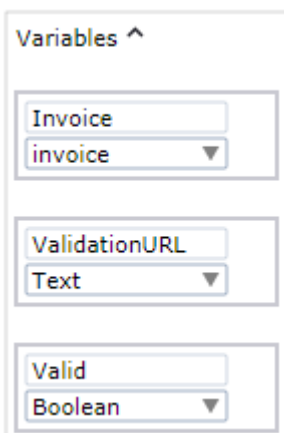 Variables ^
Invoice
invoice
ValidationURL
Text
Valid
Boolean